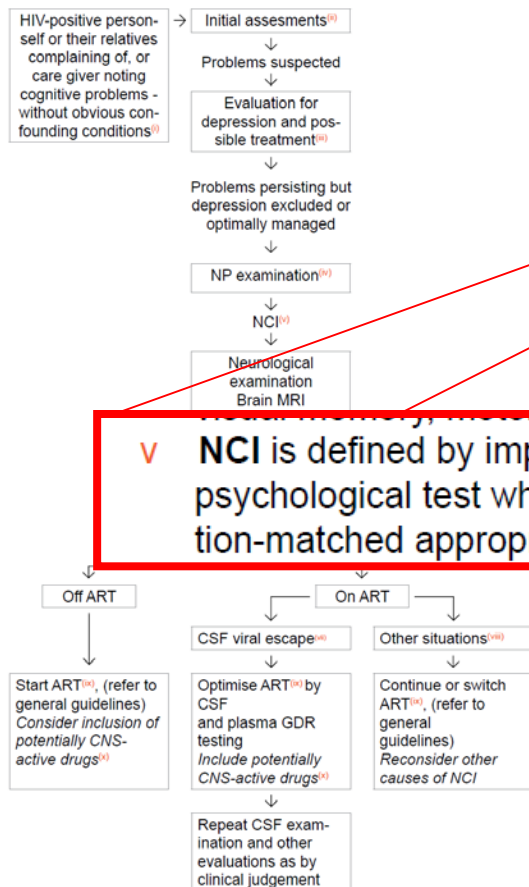 HIV-positive person-
self or their relatives
complaining of, or
care giver noting
cognitive problems -
without obvious con-
founding conditions(i)
Initial assesments(ii)
Problems suspected
Evaluation for
depression and pos-
sible treatment(iii)
Problems persisting but
depression excluded or
optimally managed
NP examination(iv)
NCI(v)
Neurological
examination
Brain MRI
v NCI is defined by imp
psychological test wh
tion-matched approp
Off ART
On ART
CSF viral escape(vii)
Other situations(viii)
Start ART(ix), (refer to
general guidelines)
Consider inclusion of
potentially CNS-
active drugs(x)
Optimise ART(ix) by
CSF
and plasma GDR
testing
Include potentially
CNS-active drugs(x)
Continue or switch
ART(ix), (refer to
general
guidelines)
Reconsider other
causes of NCI
Repeat CSF exam-
ination and other
evaluations as by
clinical judgement